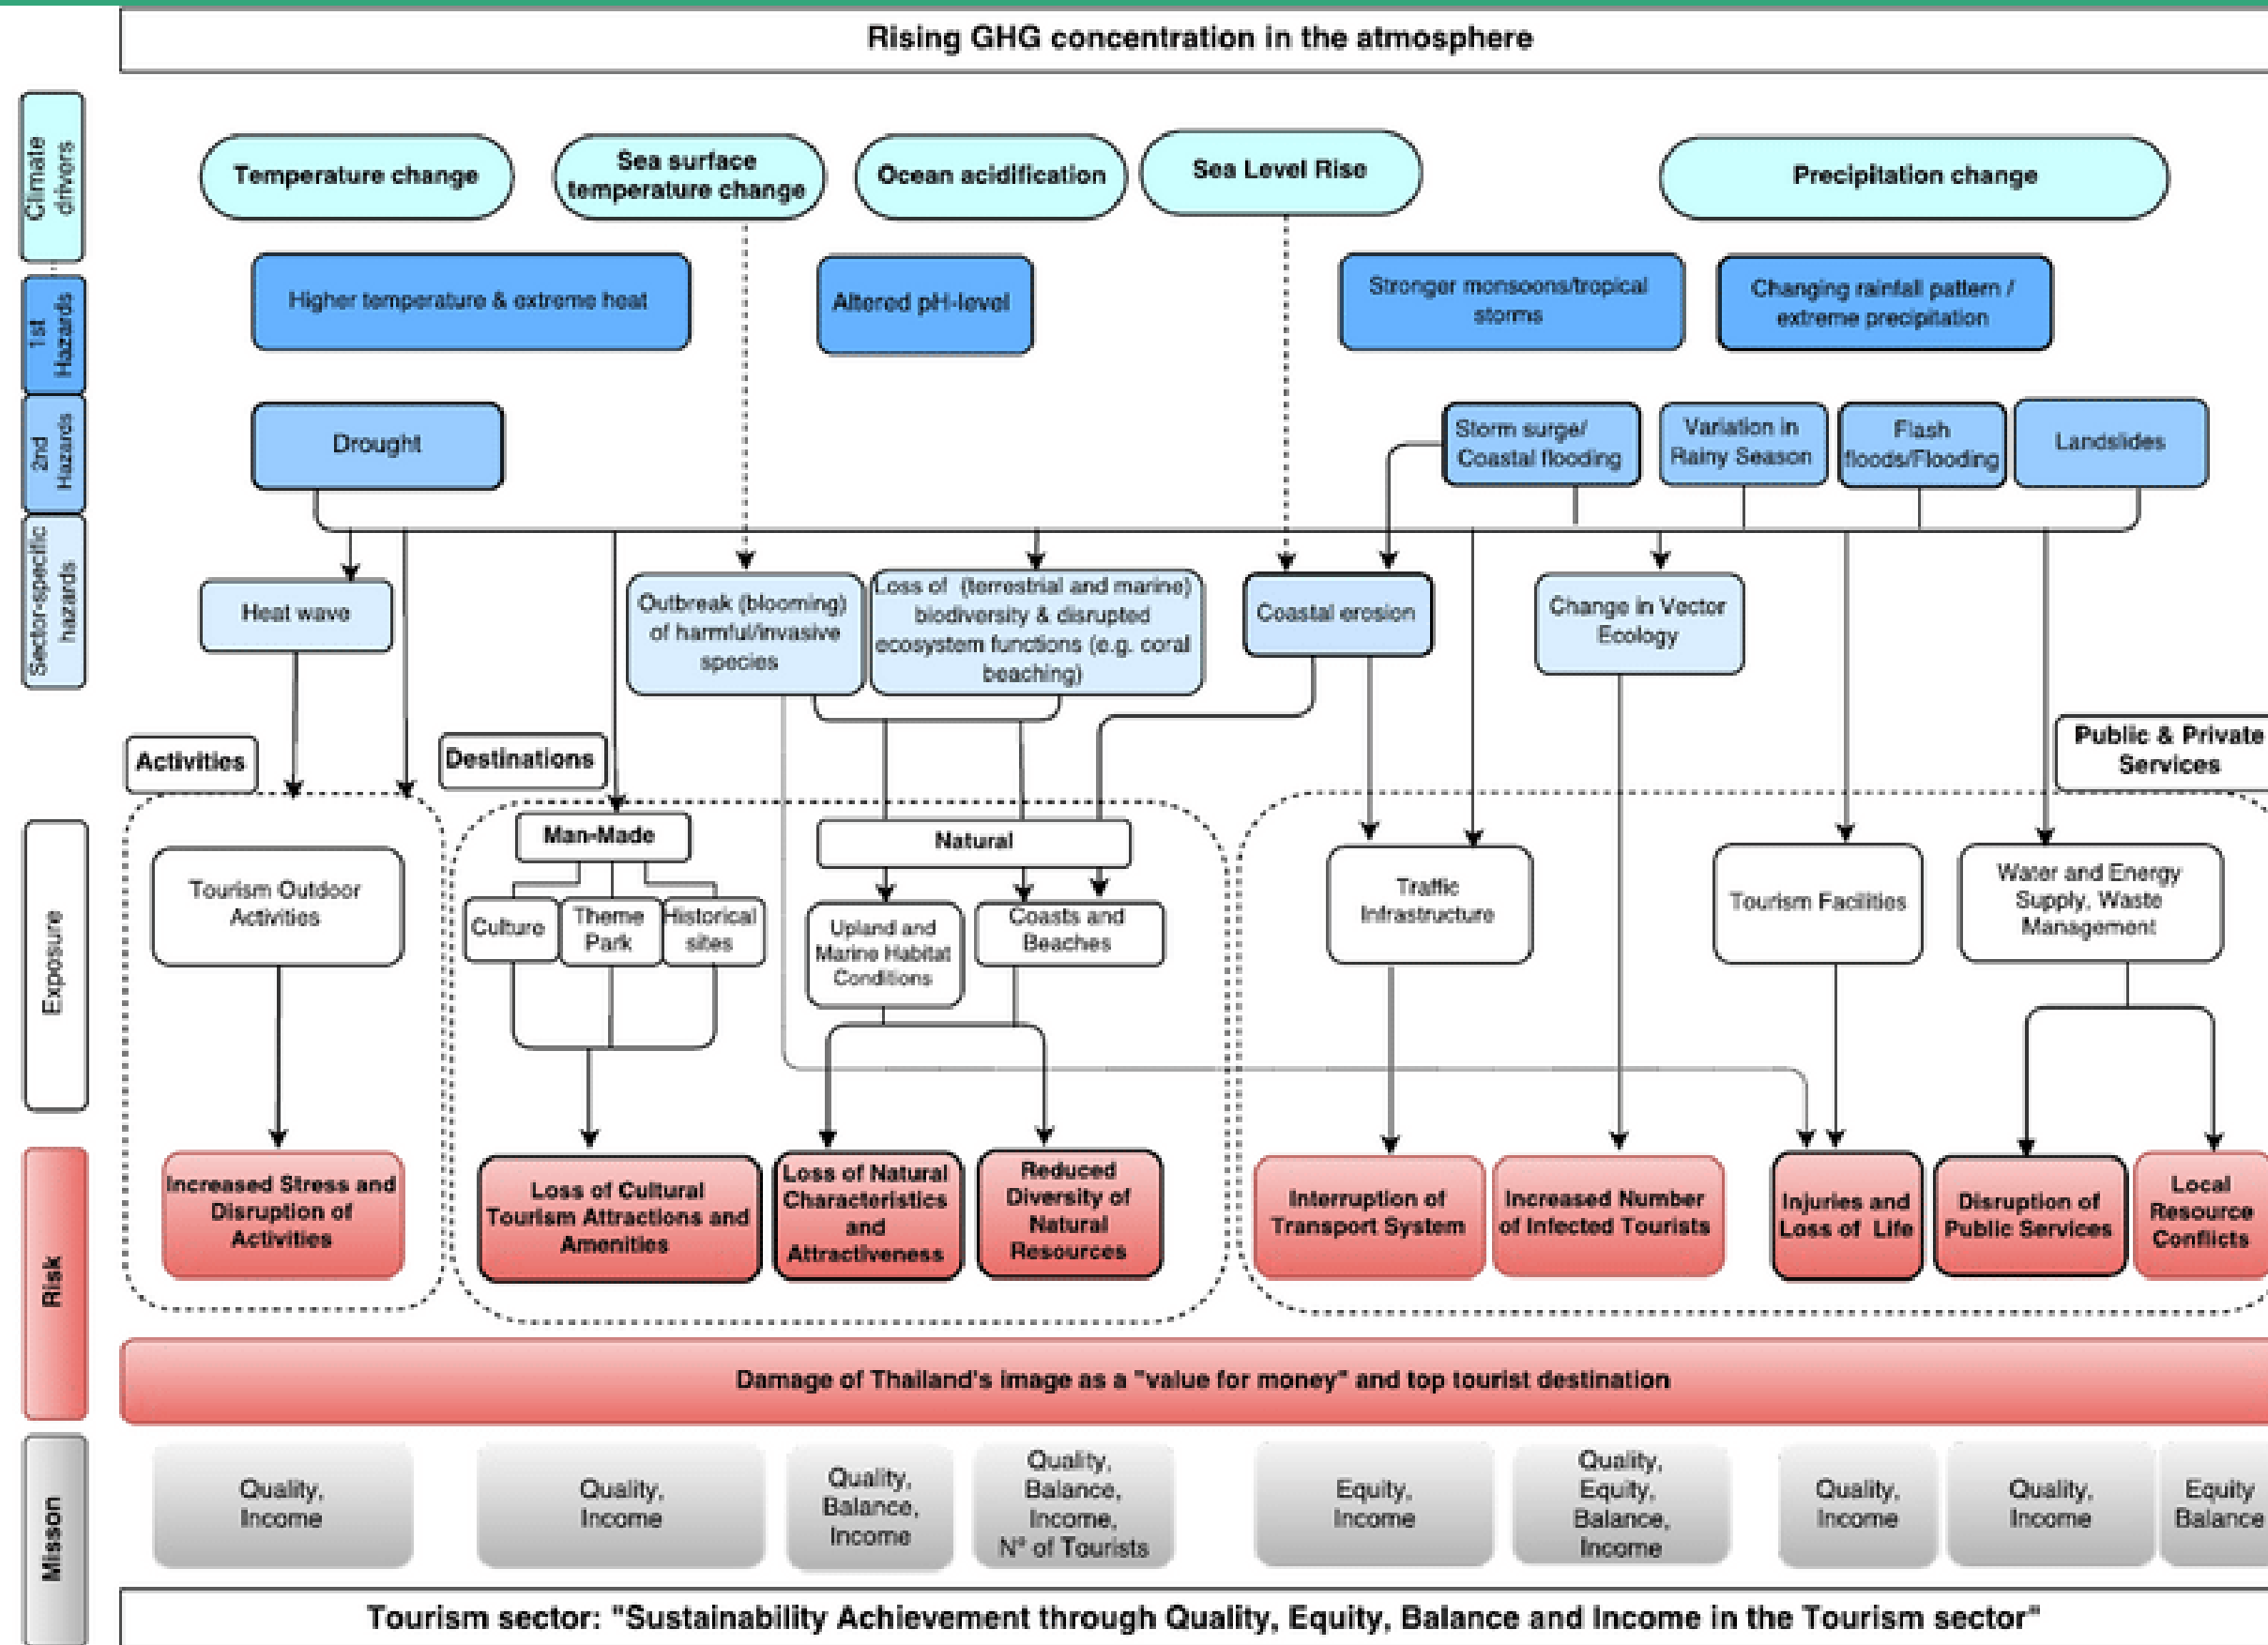 Rising GHG concentration in the atmosphere
Climate
drivers
Temperature change
Sea surface
temperature change
Ocean acidification
Sea Level Rise
Precipitation change
1st
Hazards
Higher temperature & extreme heat
Altered pH-level
Stronger monsoons/tropical
storms
Changing rainfall pattern /
extreme precipitation
2nd
Hazards
Drought
Storm surge/
Coastal flooding
Variation in
Rainy Season
Flash
floods/Flooding
Landslides
Sector-specific
hazards
Heat wave
Outbreak (blooming)
of harmful/invasive
species
Loss of (terrestrial and marine)
biodiversity & disrupted
ecosystem functions (e.g. coral
beaching)
Coastal erosion
Change in Vector
Ecology
Activities
Destinations
Public & Private
Services
Exposure
Tourism Outdoor
Activities
Man-Made
Culture
Theme
Park
Historical
sites
Natural
Upland and
Marine Habitat
Conditions
Coasts and
Beaches
Traffic
Infrastructure
Tourism Facilities
Water and Energy
Supply, Waste
Management
Risk
Increased Stress and
Disruption of
Activities
Loss of Cultural
Tourism Attractions and
Amenities
Loss of Natural
Characteristics
and
Attractiveness
Reduced
Diversity of
Natural
Resources
Interruption of
Transport System
Increased Number
of Infected Tourists
Injuries and
Loss of Life
Disruption of
Public Services
Local
Resource
Conflicts
Damage of Thailand's image as a "value for money" and top tourist destination
Misson
Quality,
Income
Quality,
Income
Quality,
Balance,
Income
Quality,
Balance,
Income,
Nº of Tourists
Equity,
Income
Quality,
Equity,
Balance,
Income
Quality,
Income
Quality,
Income
Equity
Balance
Tourism sector: "Sustainability Achievement through Quality, Equity, Balance and Income in the Tourism sector"